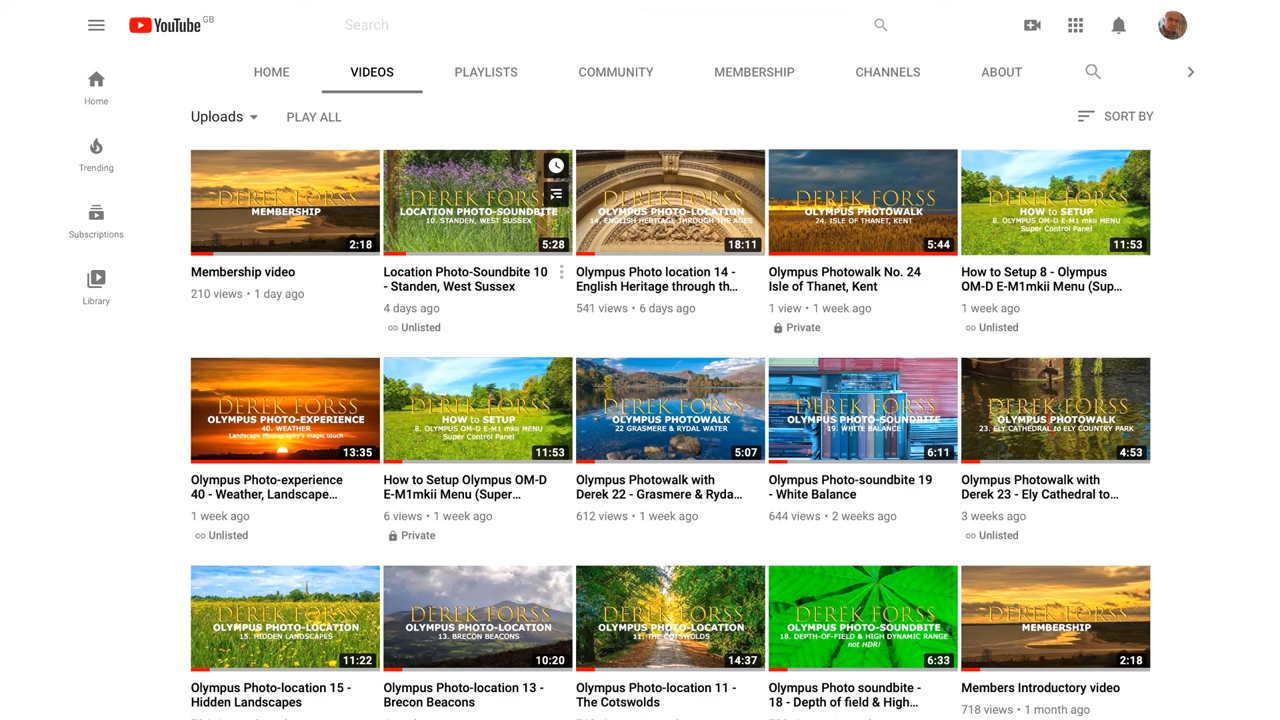 YouTube GB
Search
HOME
VIDEOS
PLAYLISTS
COMMUNITY
MEMBERSHIP
CHANNELS
ABOUT
Home
Trending
Subscriptions
Library
Uploads
PLAY ALL
SORT BY
DEREK FORSS
MEMBERSHIP
2:18
Membership video
210 views • 1 day ago
DEREK FORSS
LOCATION PHOTO-SOUNDBITE
10. STANDEN, WEST SUSSEX
5:28
Location Photo-Soundbite 10
- Standen, West Sussex
4 days ago
Unlisted
DEREK FORSS
OLYMPUS PHOTO-LOCATION
14. ENGLISH HERITAGE THROUGH THE AGES
18:11
Olympus Photo location 14 -
English Heritage through th...
541 views • 6 days ago
DEREK FORSS
OLYMPUS PHOTOWALK
24. ISLE OF THANET, KENT
5:44
Olympus Photowalk No. 24
Isle of Thanet, Kent
1 view • 1 week ago
Private
DEREK FORSS
HOW to SETUP
8. OLYMPUS OM-D E-M1 mkii MENU
Super Control Panel
11:53
How to Setup 8 - Olympus
OM-D E-M1mkii Menu (Sup...
1 week ago
Unlisted
DEREK FORSS
OLYMPUS PHOTO-EXPERIENCE
40. WEATHER
Landscape Photography's magic touch
13:35
Olympus Photo-experience
40 - Weather, Landscape...
1 week ago
Unlisted
DEREK FORSS
HOW to SETUP
8. OLYMPUS OM-D E-M1 mkii MENU
Super Control Panel
11:53
How to Setup Olympus OM-D
E-M1mkii Menu (Super...
6 views • 1 week ago
Private
DEREK FORSS
OLYMPUS PHOTOWALK
22 GRASMERE & RYDAL WATER
5:07
Olympus Photowalk with
Derek 22 - Grasmere & Ryda...
612 views • 1 week ago
DEREK FORSS
OLYMPUS PHOTO-SOUNDBITE
19. WHITE BALANCE
6:11
Olympus Photo-soundbite 19
- White Balance
644 views • 2 weeks ago
DEREK FORSS
OLYMPUS PHOTOWALK
23. ELY CATHEDRAL to ELY COUNTRY PARK
4:53
Olympus Photowalk with
Derek 23 - Ely Cathedral to...
3 weeks ago
Unlisted
DEREK FORSS
OLYMPUS PHOTO-LOCATION
15. HIDDEN LANDSCAPES
11:22
Olympus Photo-location 15 -
Hidden Landscapes
DEREK FORSS
OLYMPUS PHOTO-LOCATION
13. BRECON BEACONS
10:20
Olympus Photo-location 13 -
Brecon Beacons
DEREK FORSS
OLYMPUS PHOTO-LOCATION
11. THE COTSWOLDS
14:37
Olympus Photo-location 11 -
The Cotswolds
DEREK FORSS
OLYMPUS PHOTO-SOUNDBITE
18. DEPTH-OF-FIELD & HIGH DYNAMIC RANGE
not HDR!
6:33
Olympus Photo soundbite -
18 - Depth of field & High...
DEREK FORSS
MEMBERSHIP
2:18
Members Introductory video
718 views • 1 month ago